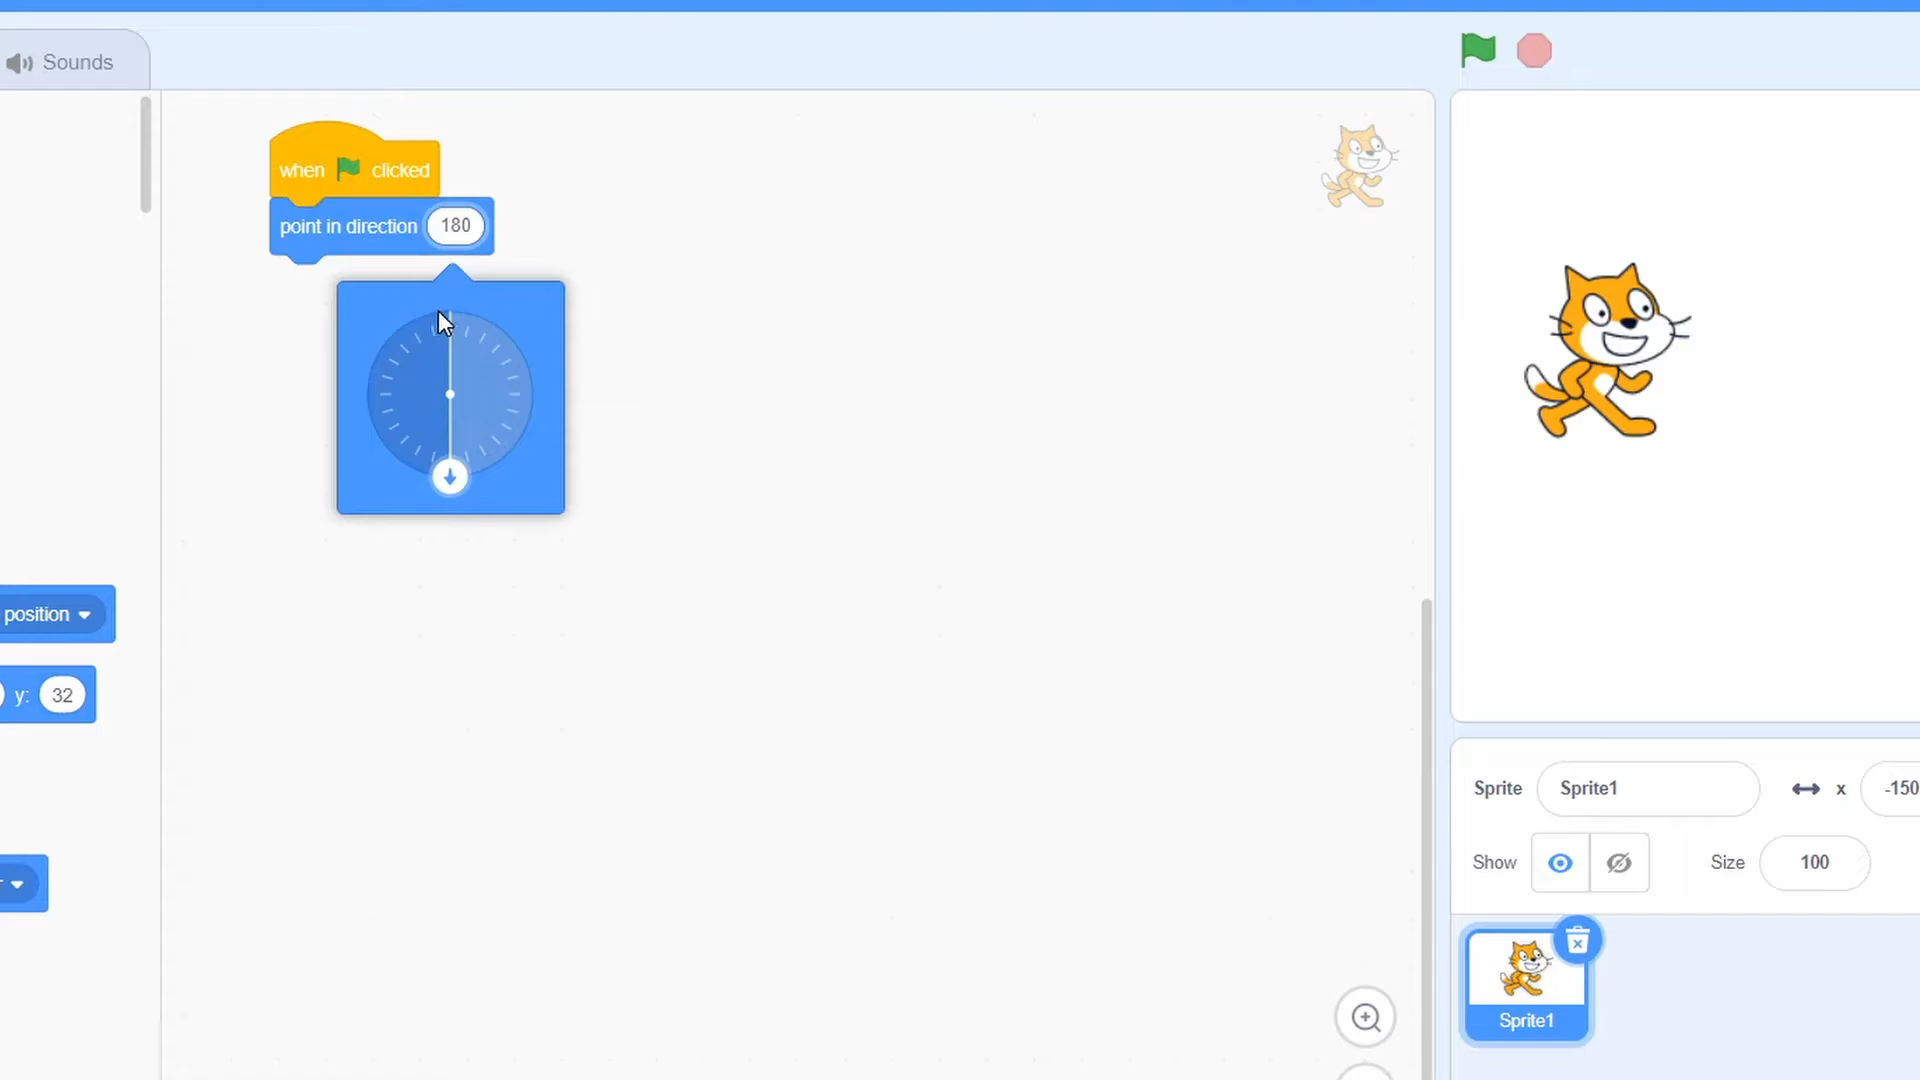 Sounds
when clicked
point in direction 180
position
y: 32
Sprite Sprite1 x -150
Show Size 100
Sprite1